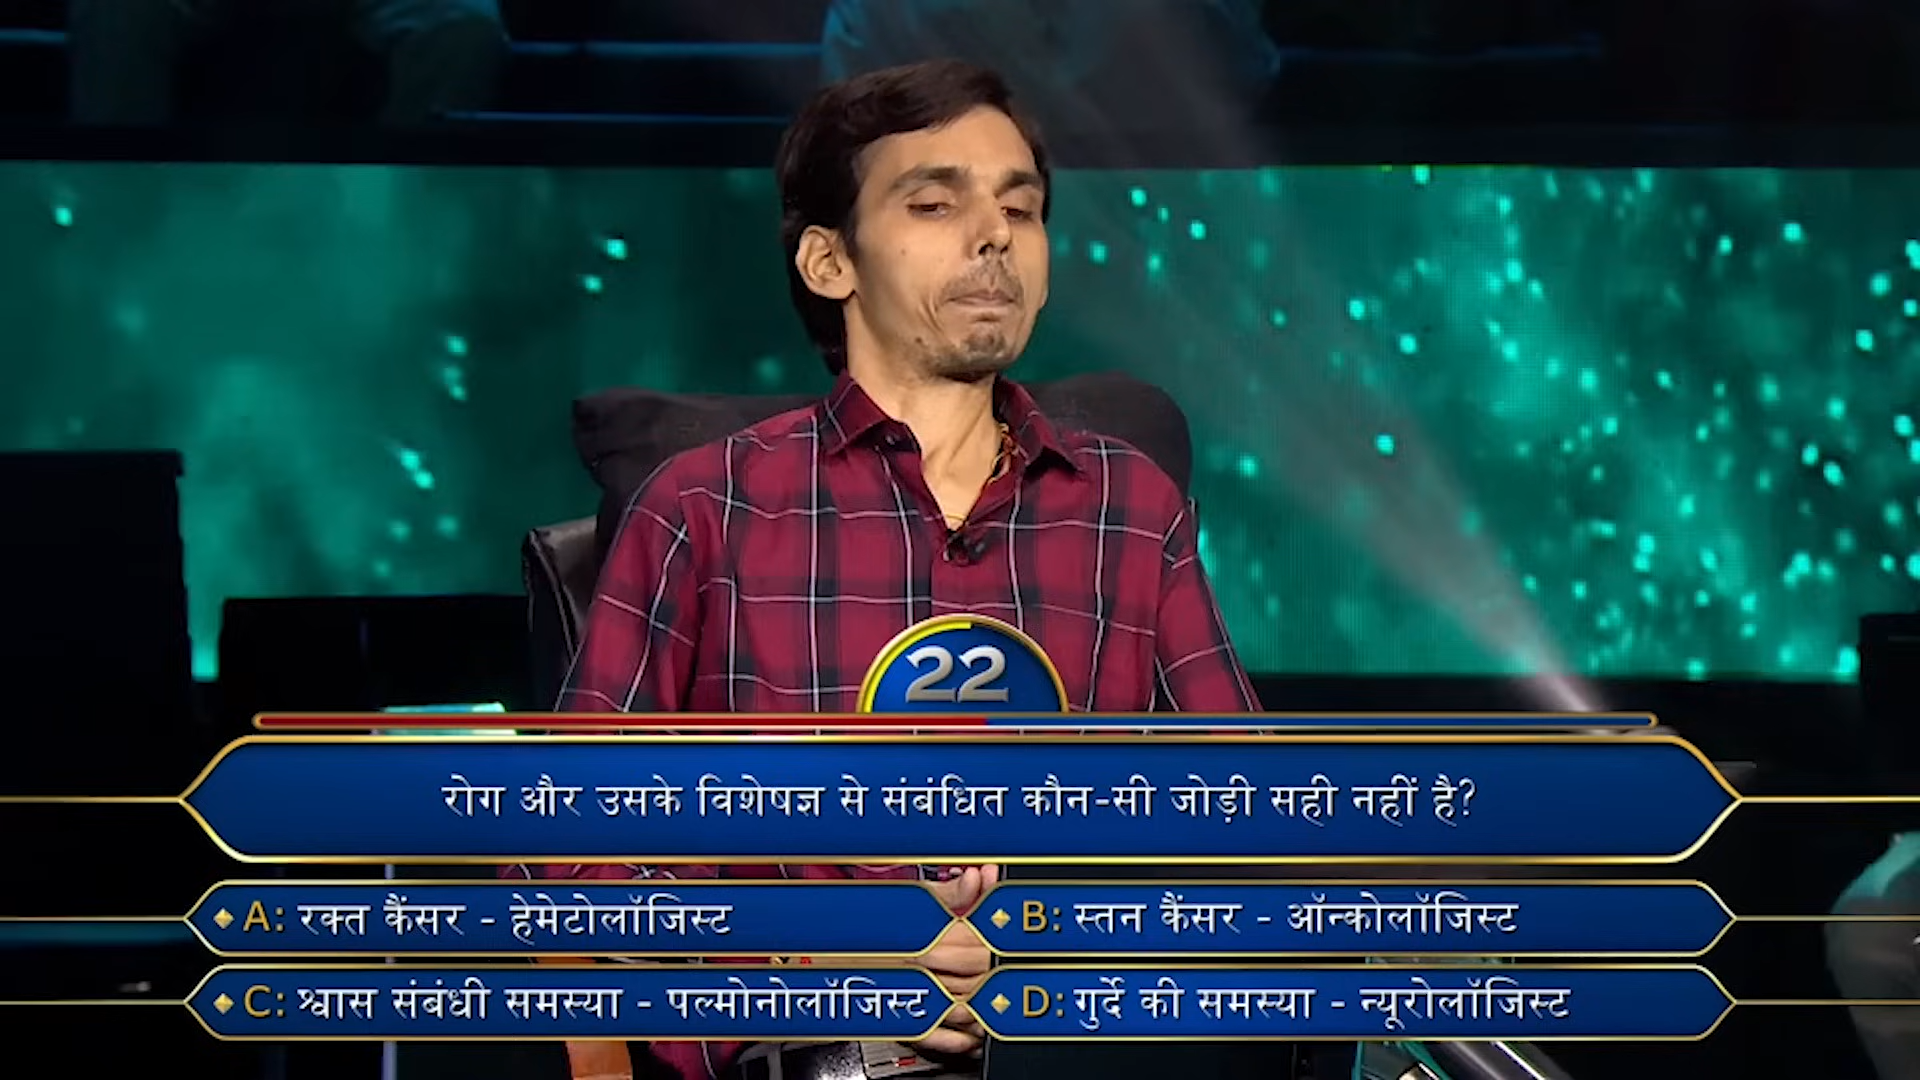 22
रोग और उसके विशेषज्ञ से संबंधित कौन-सी जोड़ी सही नहीं है?
A: रक्त कैंसर - हेमेटोलॉजिस्ट
B: स्तन कैंसर - ऑन्कोलॉजिस्ट
C: श्वास संबंधी समस्या - पल्मोनोलॉजिस्ट
D: गुर्दे की समस्या - न्यूरोलॉजिस्ट